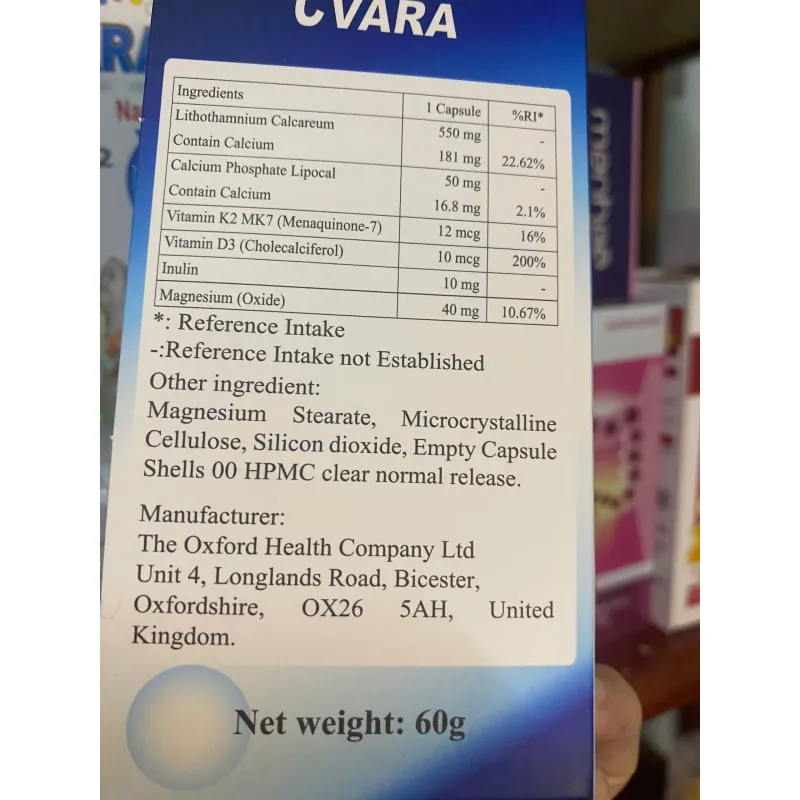 CVARA
Ingredients 1 Capsule %RI*
Lithothamnium Calcareum 550 mg -
Contain Calcium 181 mg 22.62%
Calcium Phosphate Lipocal 50 mg -
Contain Calcium 16.8 mg 2.1%
Vitamin K2 MK7 (Menaquinone-7) 12 mcg 16%
Vitamin D3 (Cholecalciferol) 10 mcg 200%
Inulin 10 mg -
Magnesium (Oxide) 40 mg 10.67%
*: Reference Intake
-:Reference Intake not Established
Other ingredient:
Magnesium Stearate, Microcrystalline
Cellulose, Silicon dioxide, Empty Capsule
Shells 00 HPMC clear normal release.
Manufacturer:
The Oxford Health Company Ltd
Unit 4, Longlands Road, Bicester,
Oxfordshire, OX26 5AH, United
Kingdom.
Net weight: 60g